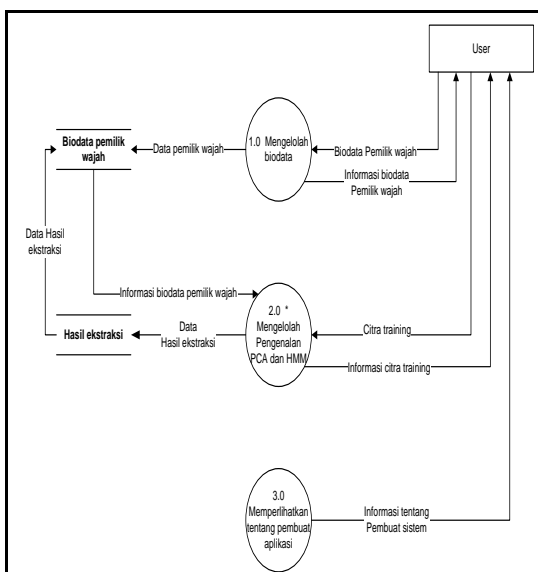 User
1.0 Mengelolah
biodata
Biodata pemilik
wajah
Data pemilik wajah
Biodata Pemilik wajah
Informasi biodata
Pemilik wajah
Data Hasil
ekstraksi
Informasi biodata pemilik wajah
2.0 *
Mengelolah
Pengenalan
PCA dan HMM
Hasil ekstraksi
Data
Hasil ekstraksi
Citra training
Informasi citra training
3.0
Memperlihatkan
tentang pembuat
aplikasi
Informasi tentang
Pembuat sistem